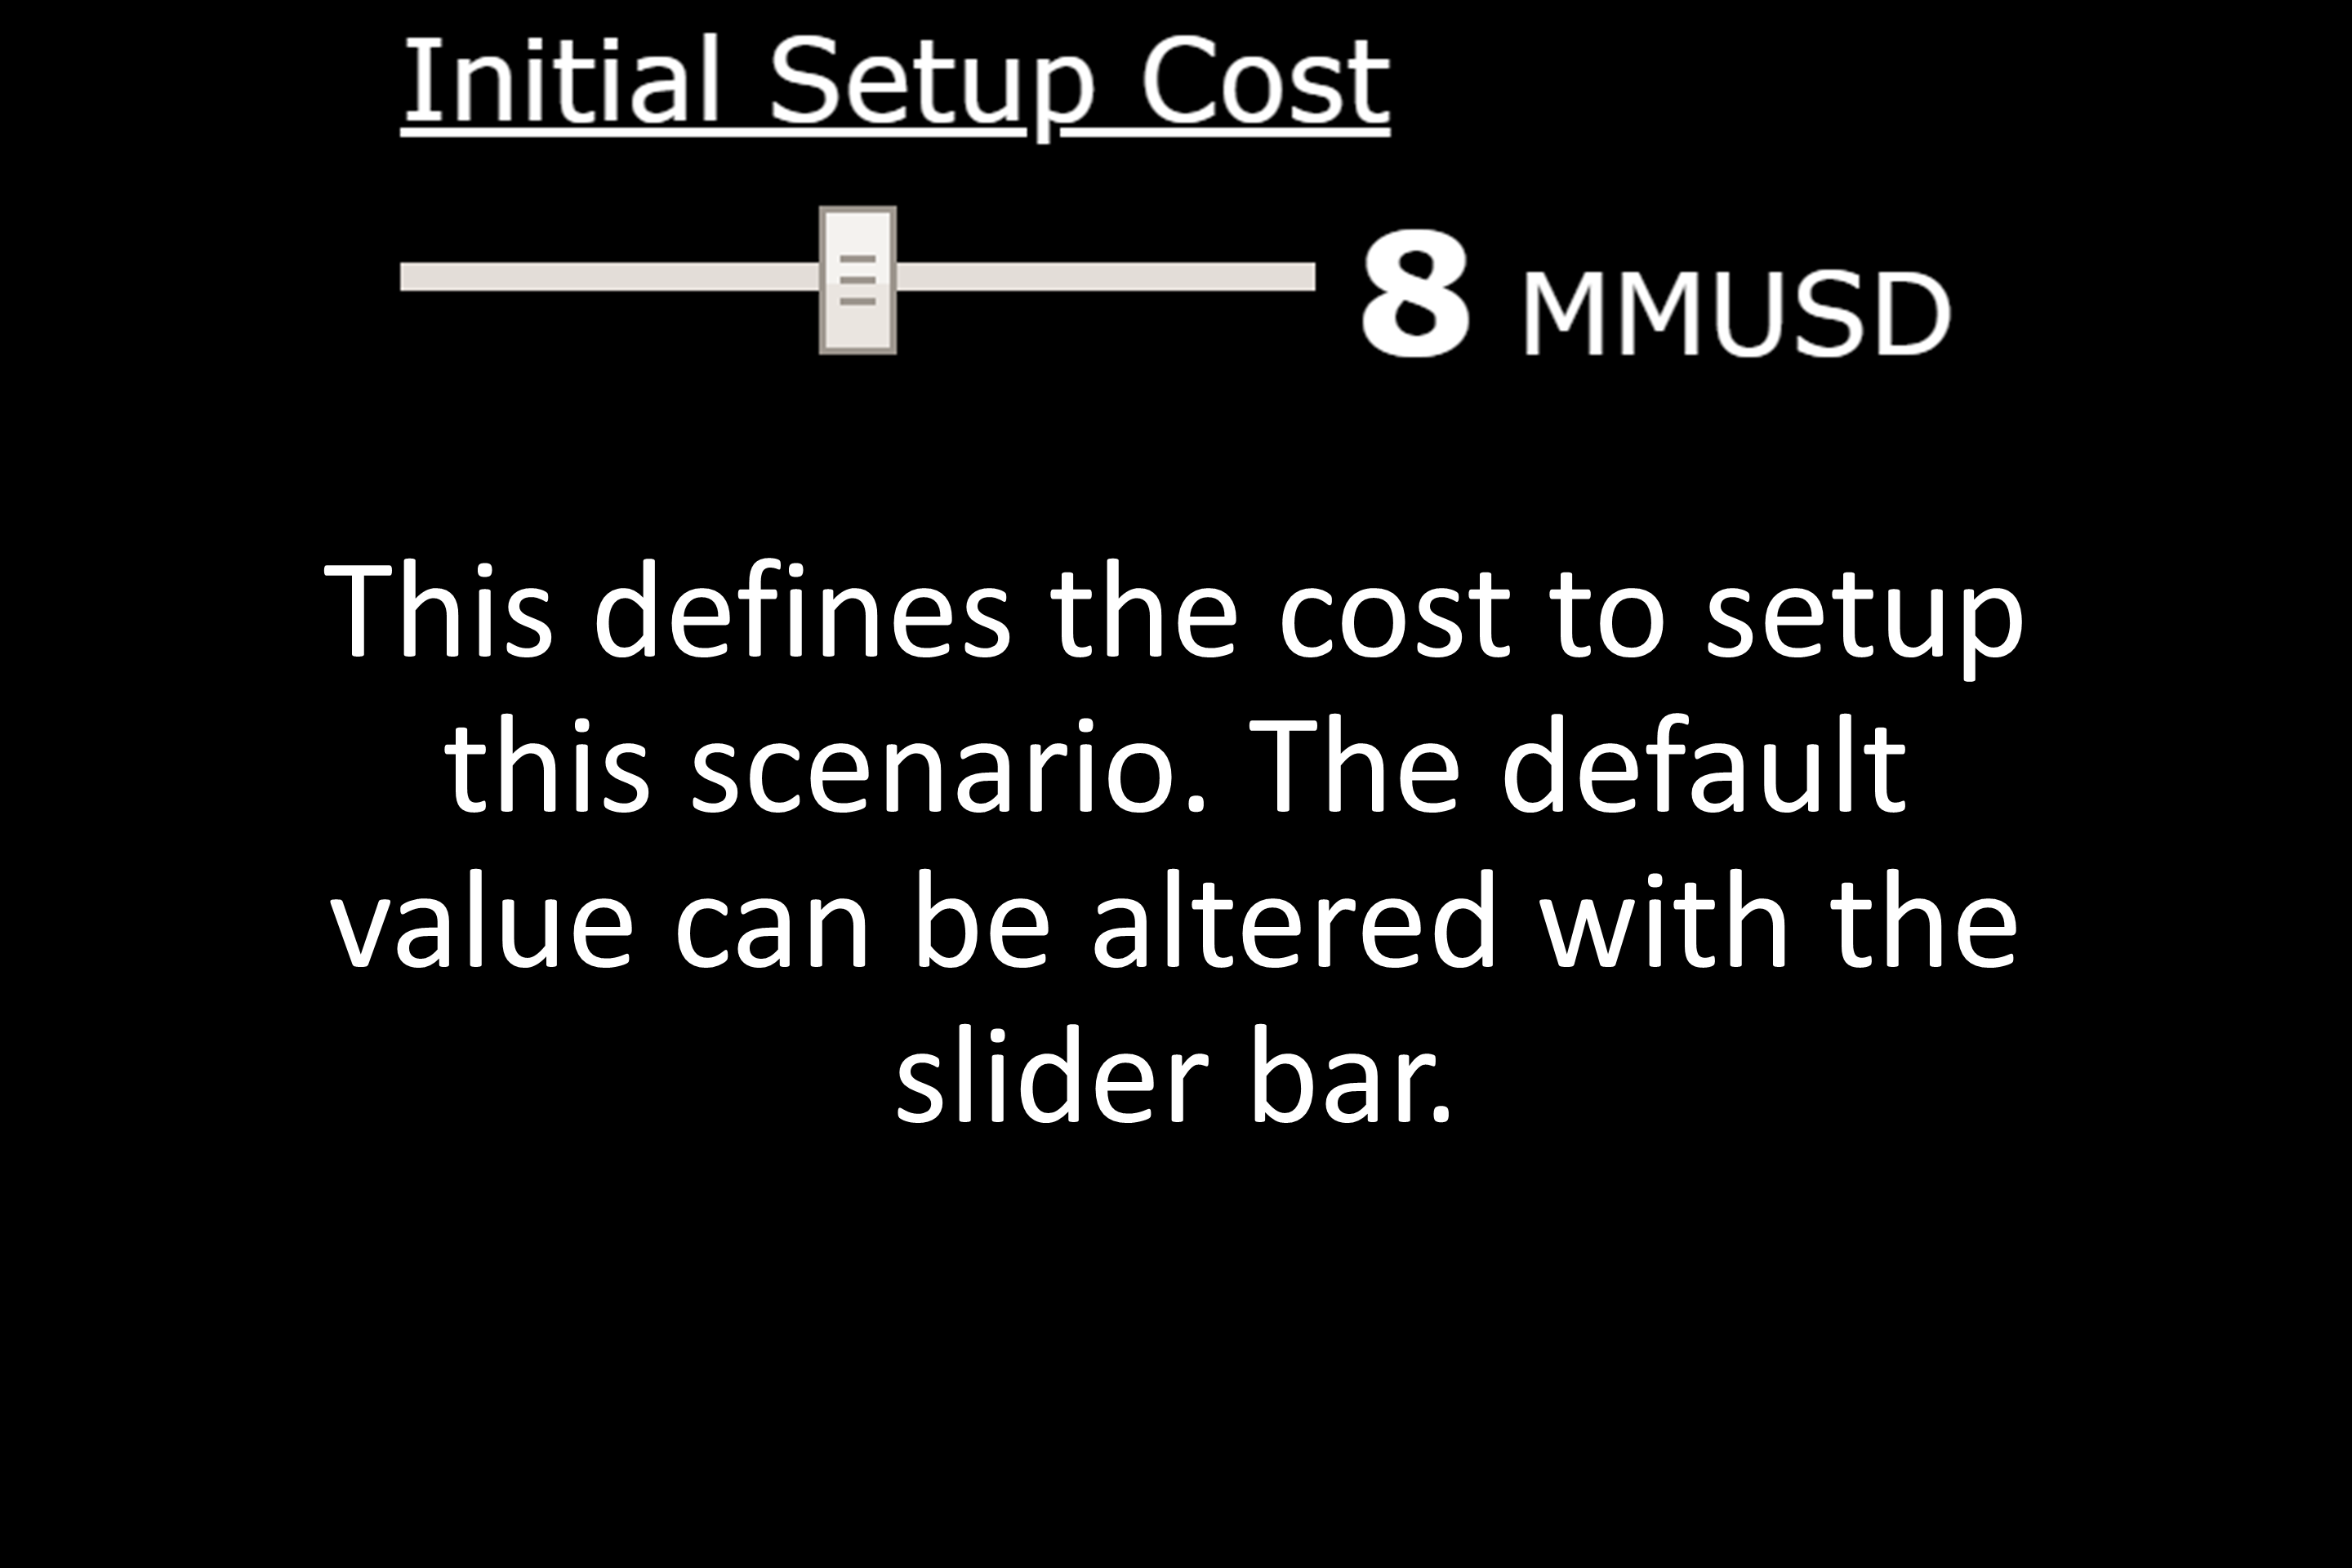 Initial Setup Cost
8 MMUSD
This defines the cost to setup
this scenario. The default
value can be altered with the
slider bar.